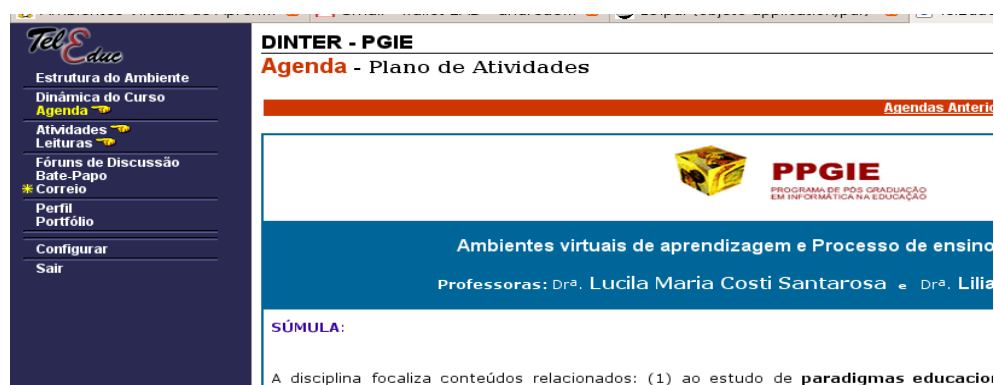 TelEduc
Estrutura do Ambiente
Dinâmica do Curso
Agenda
Atividades
Leituras
Fóruns de Discussão
Bate-Papo
Correio
Perfil
Portfólio
Configurar
Sair
DINTER - PGIE
Agenda - Plano de Atividades
Agendas Anterio
PPGIE
PROGRAMA DE PÓS GRADUAÇÃO
EM INFORMÁTICA NA EDUCAÇÃO
Ambientes virtuais de aprendizagem e Processo de ensino
Professoras: Drª. Lucila Maria Costi Santarosa e Drª. Lilia
SÚMULA:
A disciplina focaliza conteúdos relacionados: (1) ao estudo de paradigmas educacion